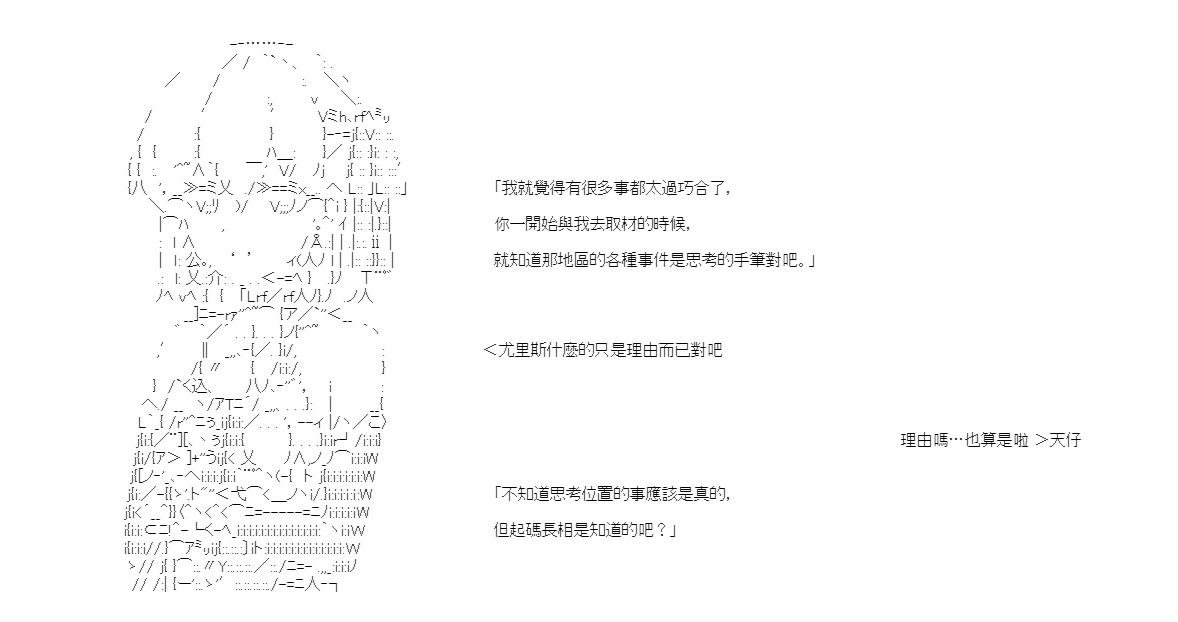 「我就覺得有很多事都太過巧合了,
你一開始與我去取材的時候,
就知道那地區的各種事件是思考的手筆對吧。」
＜尤里斯什麼的只是理由而已對吧
理由嗎…也算是啦 ＞天仔
「不知道思考位置的事應該是真的,
但起碼長相是知道的吧？」